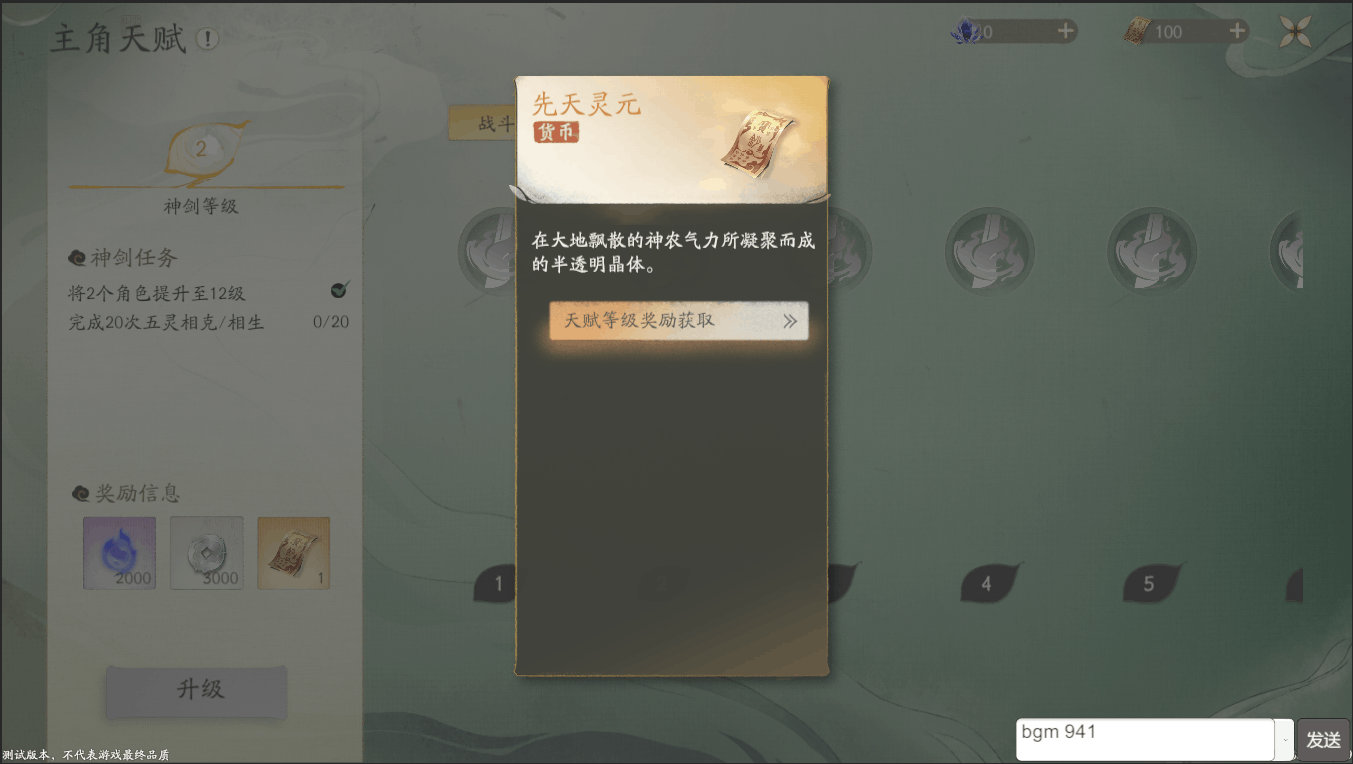 主角天赋 !
0 +
100 +
2
神剑等级
神剑任务
将2个角色提升至12级
完成20次五灵相克/相生 0/20
奖励信息
2000
3000
1
升级
战斗
先天灵元
货币
在大地飘散的神农气力所凝聚而成
的半透明晶体。
天赋等级奖励获取
1
4
5
bgm 941
发送
测试版本，不代表游戏最终品质